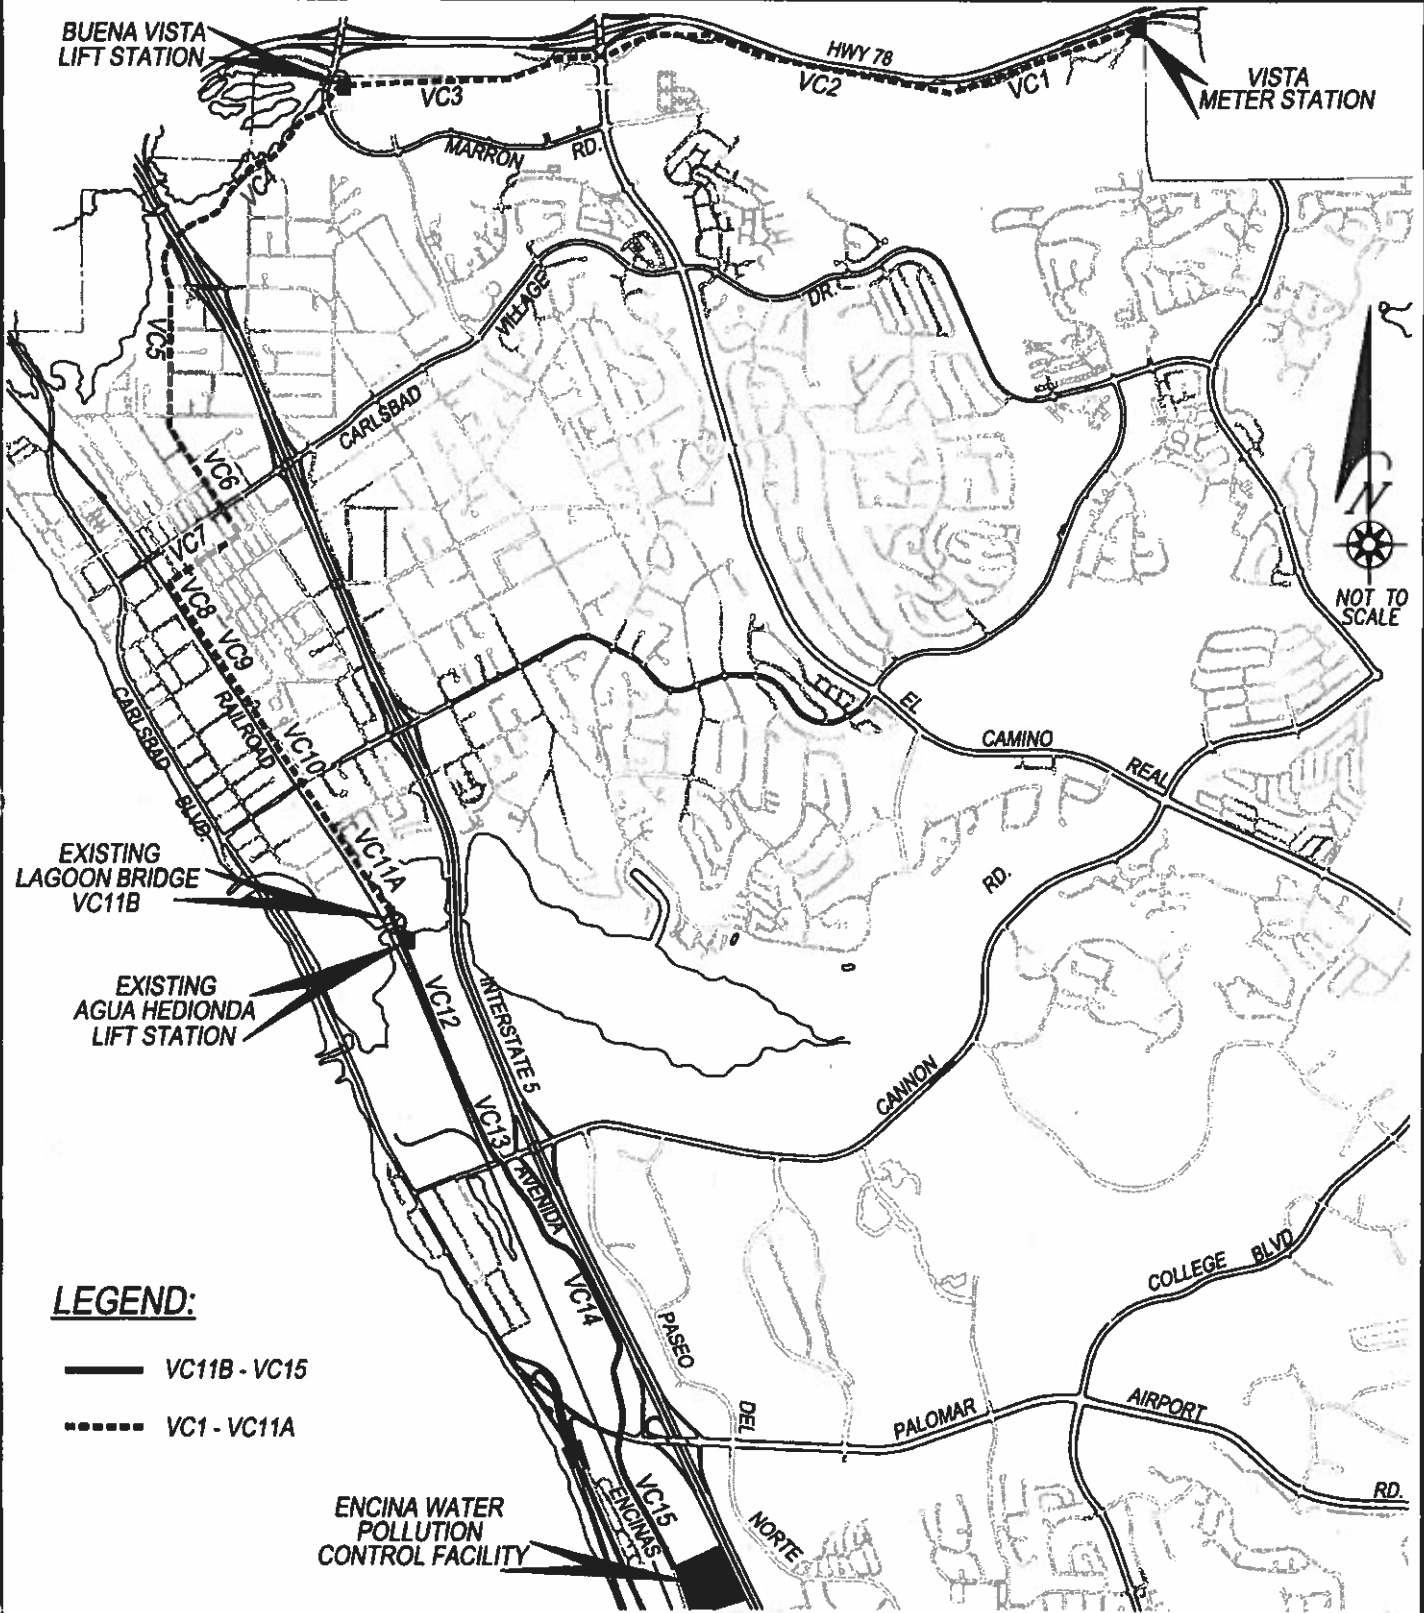 BUENA VISTA
LIFT STATION
HWY 78
VC3
VC2
VC1
VISTA
METER STATION
MARRON
RD.
VC4
VILLAGE
DR.
VC5
CARLSBAD
VC6
N
NOT TO
SCALE
VC7
VC8
VC9
RAILROAD
CARLSBAD
BLVD.
VC10
EL
CAMINO
REAL
EXISTING
LAGOON BRIDGE
VC11B
VC11A
RD.
EXISTING
AGUA HEDIONDA
LIFT STATION
VC12
INTERSTATE 5
CANNON
VC13
AVENIDA
COLLEGE BLVD
LEGEND:
VC14
PASEO
VC11B - VC15
VC1 - VC11A
DEL
PALOMAR
AIRPORT
RD.
ENCINAS
VC15
NORTE
ENCINA WATER
POLLUTION
CONTROL FACILITY